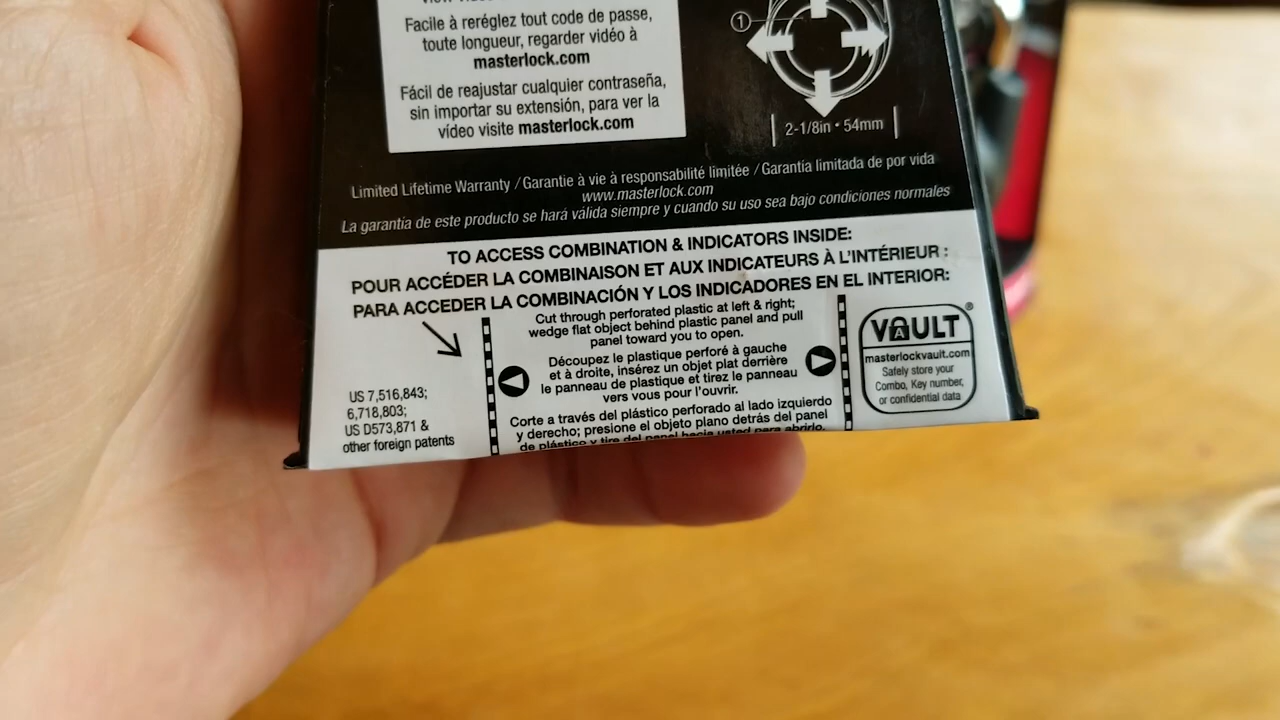 Facile à reréglez tout code de passe,
toute longueur, regarder vidéo à
masterlock.com
Fácil de reajustar cualquier contraseña,
sin importar su extensión, para ver la
vídeo visite masterlock.com
1
2-1/8in • 54mm
Limited Lifetime Warranty / Garantie à vie à responsabilité limitée / Garantía limitada de por vida
www.masterlock.com
La garantía de este producto se hará válida siempre y cuando su uso sea bajo condiciones normales
TO ACCESS COMBINATION & INDICATORS INSIDE:
POUR ACCÉDER LA COMBINAISON ET AUX INDICATEURS À L'INTÉRIEUR :
PARA ACCEDER LA COMBINACIÓN Y LOS INDICADORES EN EL INTERIOR:
US 7,516,843;
6,718,803;
US D573,871 &
other foreign patents
Cut through perforated plastic at left & right;
wedge flat object behind plastic panel and pull
panel toward you to open.
Découpez le plastique perforé à gauche
et à droite, insérez un objet plat derrière
le panneau de plastique et tirez le panneau
vers vous pour l'ouvrir.
Corte a través del plástico perforado al lado izquierdo
y derecho; presione el objeto plano detrás del panel
de plástico y tire del panel hacia usted para abrirlo.
VAULT®
masterlockvault.com
Safely store your
Combo, Key number,
or confidential data